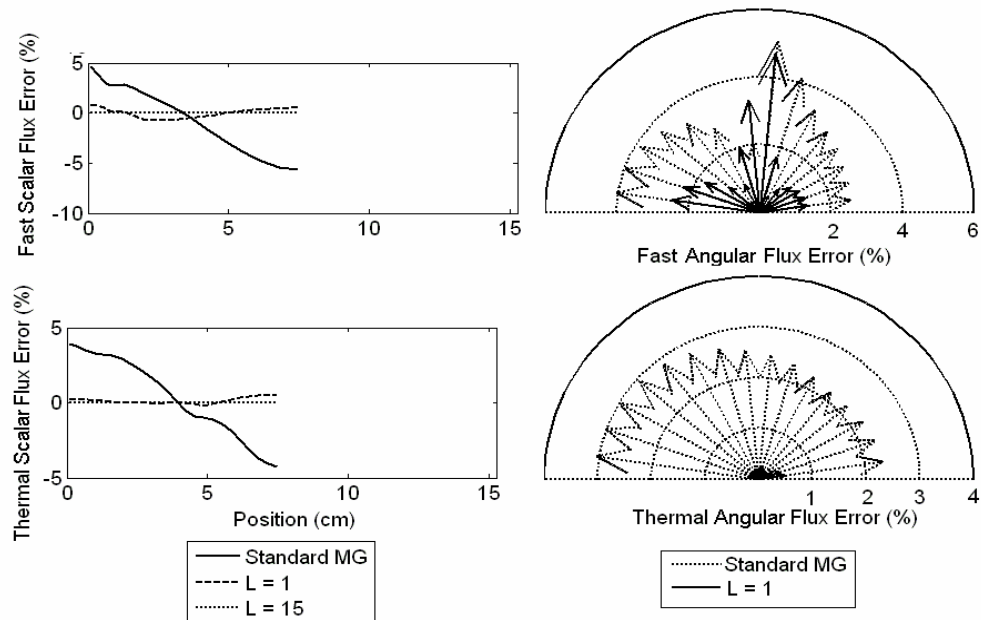 Fast Scalar Flux Error (%)
5
0
-5
-10
0
5
10
15
2
4
6
Fast Angular Flux Error (%)
Thermal Scalar Flux Error (%)
5
0
-5
0
5
10
15
Position (cm)
1
2
3
4
Thermal Angular Flux Error (%)
Standard MG
L = 1
L = 15
Standard MG
L = 1